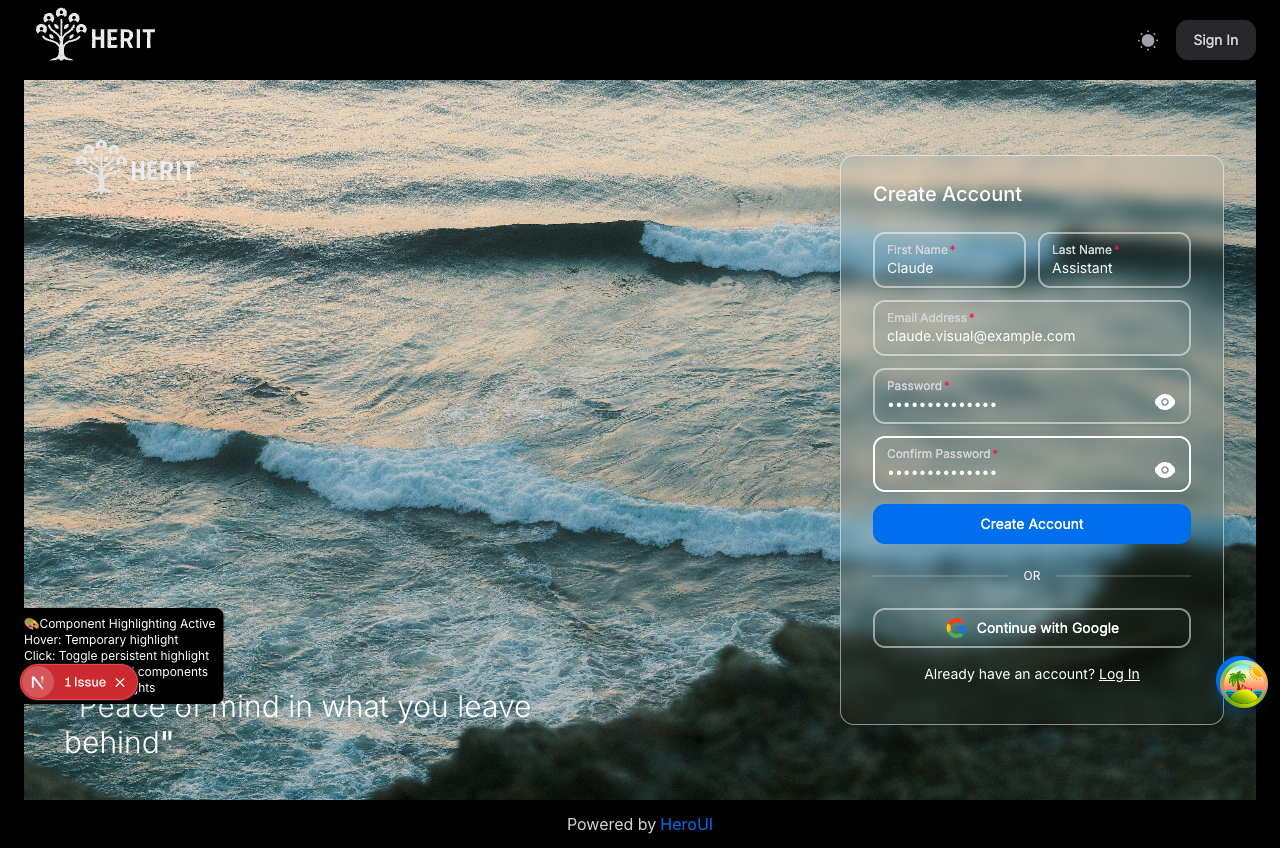 HERIT
Sign In
HERIT
Create Account
First Name*
Claude
Last Name*
Assistant
Email Address*
claude.visual@example.com
Password*
••••••••••••••
Confirm Password*
••••••••••••••
Create Account
OR
Continue with Google
Already have an account? Log In
🎨Component Highlighting Active
Hover: Temporary highlight
Click: Toggle persistent highlight
components
N 1 Issue
Peace of mind in what you leave
behind"
Powered by HeroUI